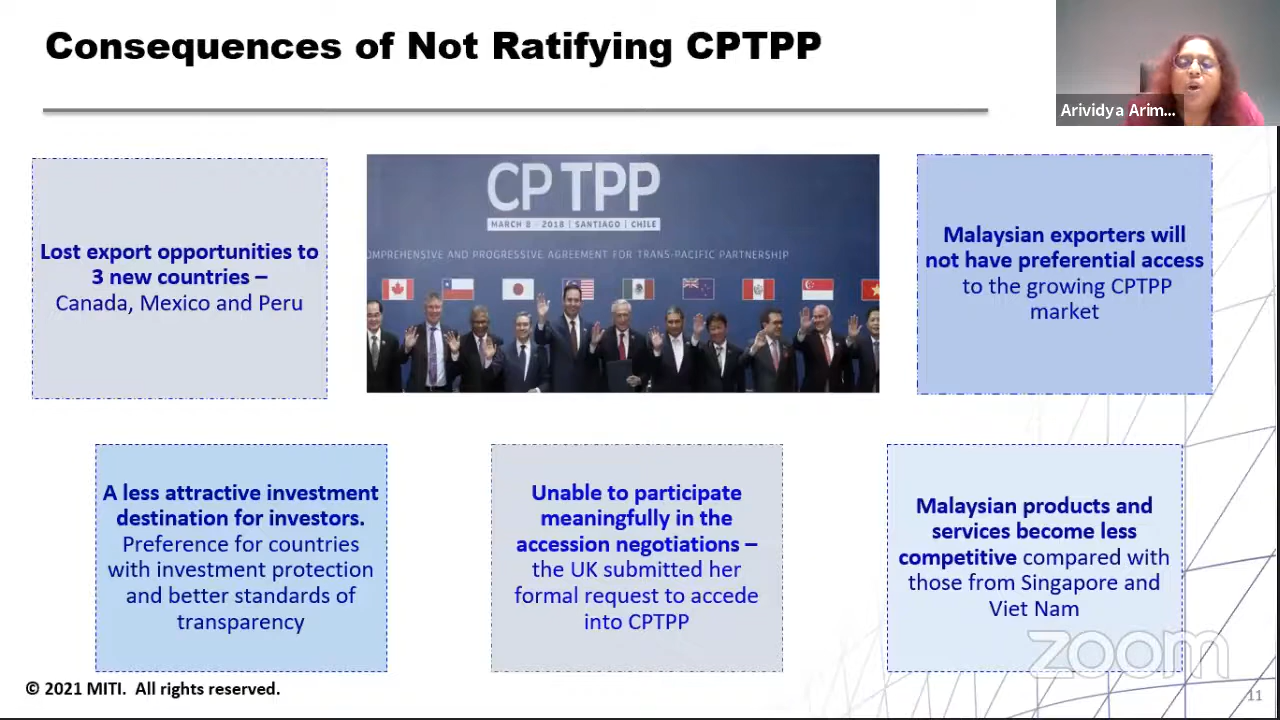 Consequences of Not Ratifying CPTPP
Arividya Arim...
Lost export opportunities to
3 new countries –
Canada, Mexico and Peru
CPTPP
MARCH 8 - 2018 | SANTIAGO | CHILE
OMPREHENSIVE AND PROGRESSIVE AGREEMENT FOR TRANS-PACIFIC PARTNERSHIP
Malaysian exporters will
not have preferential access
to the growing CPTPP
market
A less attractive investment
destination for investors.
Preference for countries
with investment protection
and better standards of
transparency
Unable to participate
meaningfully in the
accession negotiations –
the UK submitted her
formal request to accede
into CPTPP
Malaysian products and
services become less
competitive compared with
those from Singapore and
Viet Nam
zoom
© 2021 MITI. All rights reserved.
11